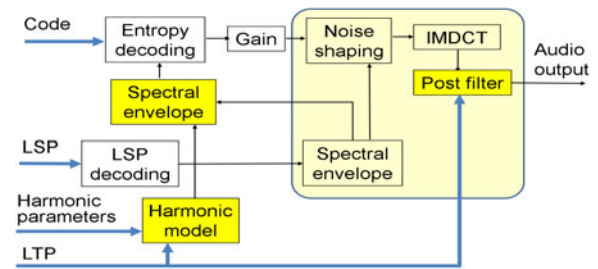 Code
Entropy
decoding
Gain
Noise
shaping
IMDCT
Audio
output
Post filter
Spectral
envelope
LSP
LSP
decoding
Spectral
envelope
Harmonic
parameters
Harmonic
model
LTP